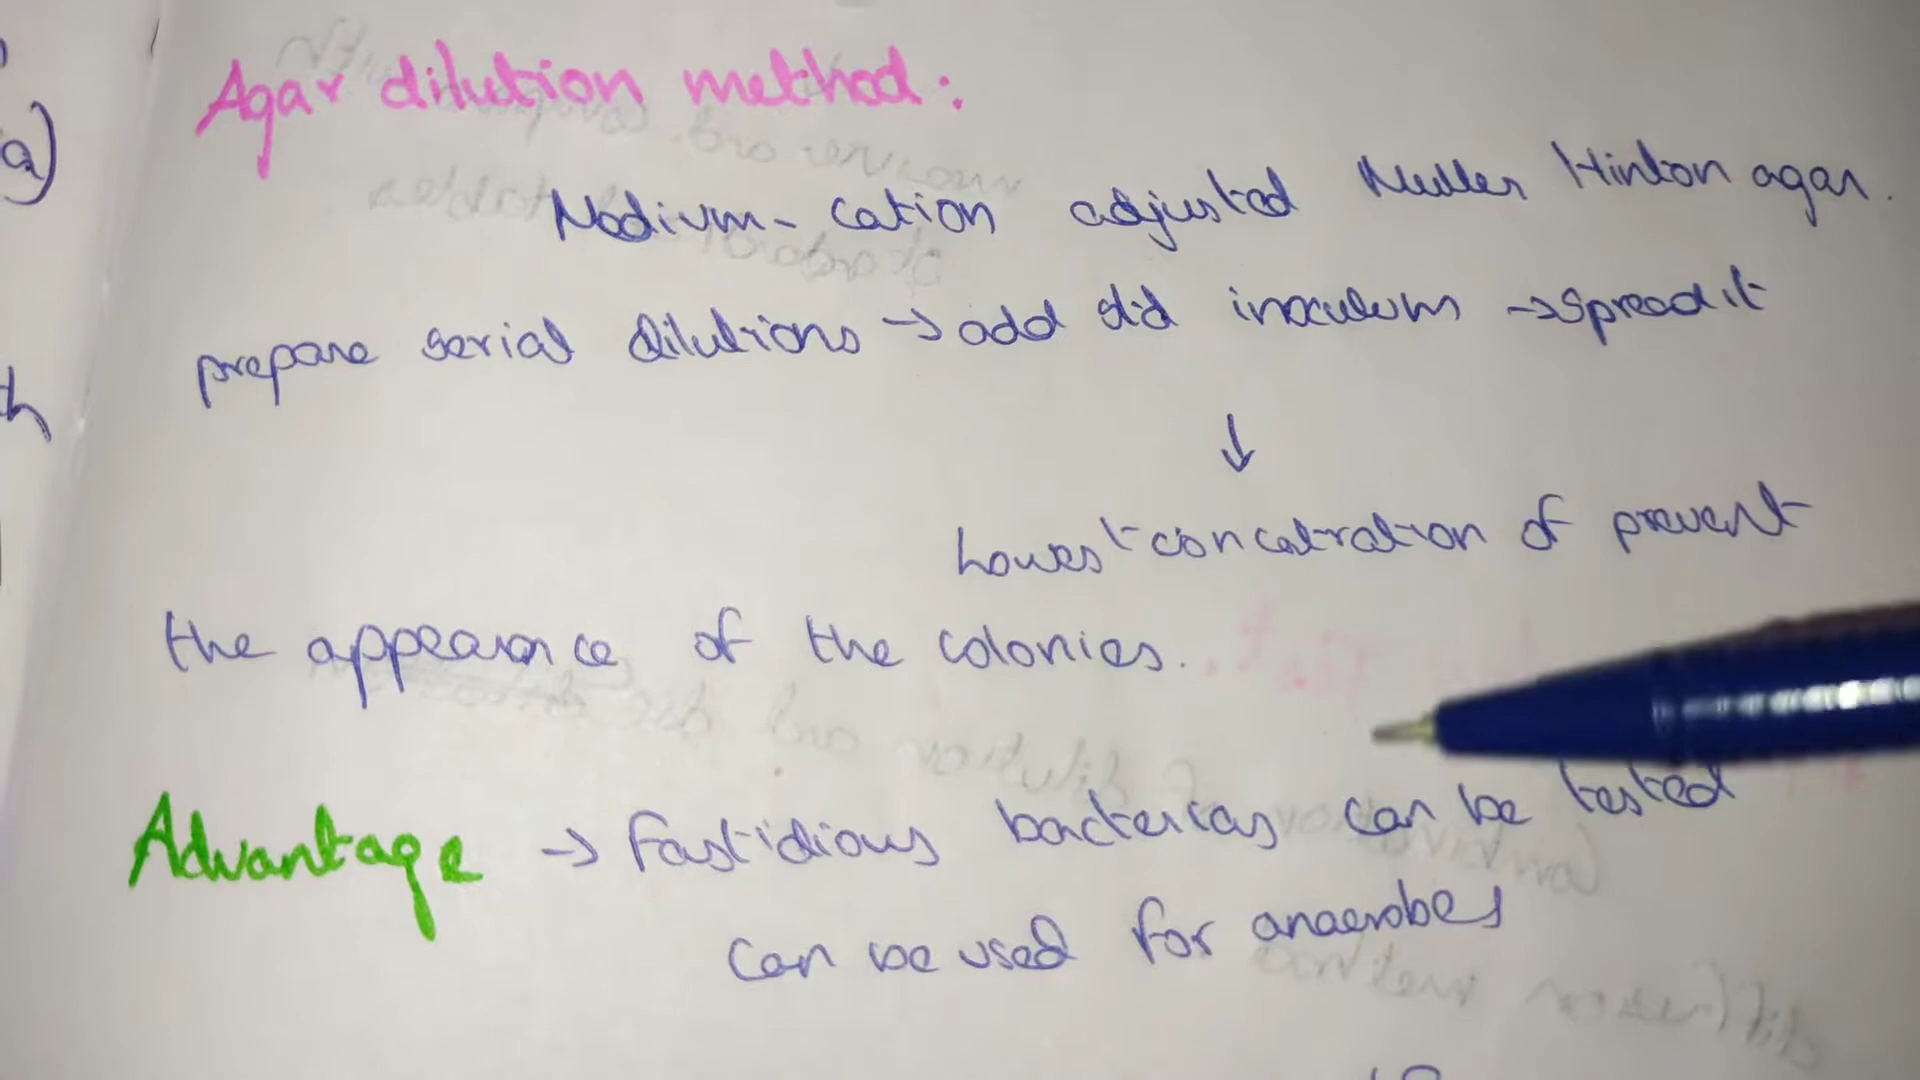 Agar dilution method:
Medium - cation adjusted Muller Hinton agar.
prepare serial dilutions → add std inoculum → spread it
↓
Lowest concentration of prevent
the appearance of the colonies.
Advantage → Fastidious bacterias can be tested
can be used for anaerobes